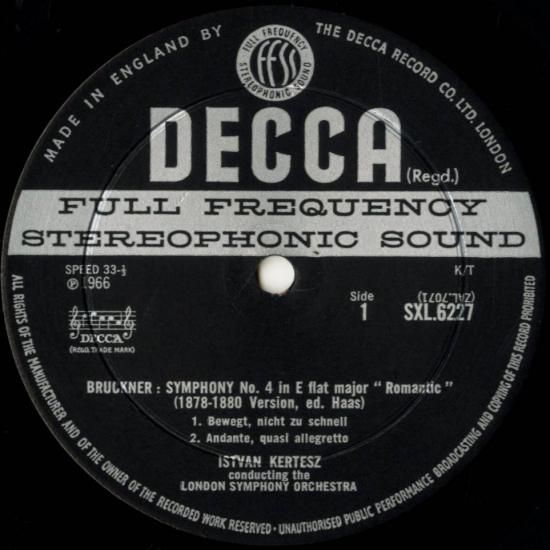 MADE IN ENGLAND BY THE DECCA RECORD CO. LTD. LONDON
FULL FREQUENCY
FFSS
STEREOPHONIC SOUND
DECCA
(Regd.)
FULL FREQUENCY
STEREOPHONIC SOUND
SPEED 33-⅓ K/T
℗ 1966
Side (ZAL.7071)
1 SXL.6227
DECCA
(REGD. TRADE MARK)
BRUCKNER : SYMPHONY No. 4 in E flat major " Romantic "
(1878-1880 Version, ed. Haas)
1. Bewegt, nicht zu schnell
2. Andante, quasi allegretto
ISTVAN KERTESZ
conducting the
LONDON SYMPHONY ORCHESTRA
ALL RIGHTS OF THE MANUFACTURER AND OF THE OWNER OF THE RECORDED WORK RESERVED · UNAUTHORISED PUBLIC PERFORMANCE BROADCASTING AND COPYING OF THIS RECORD PROHIBITED